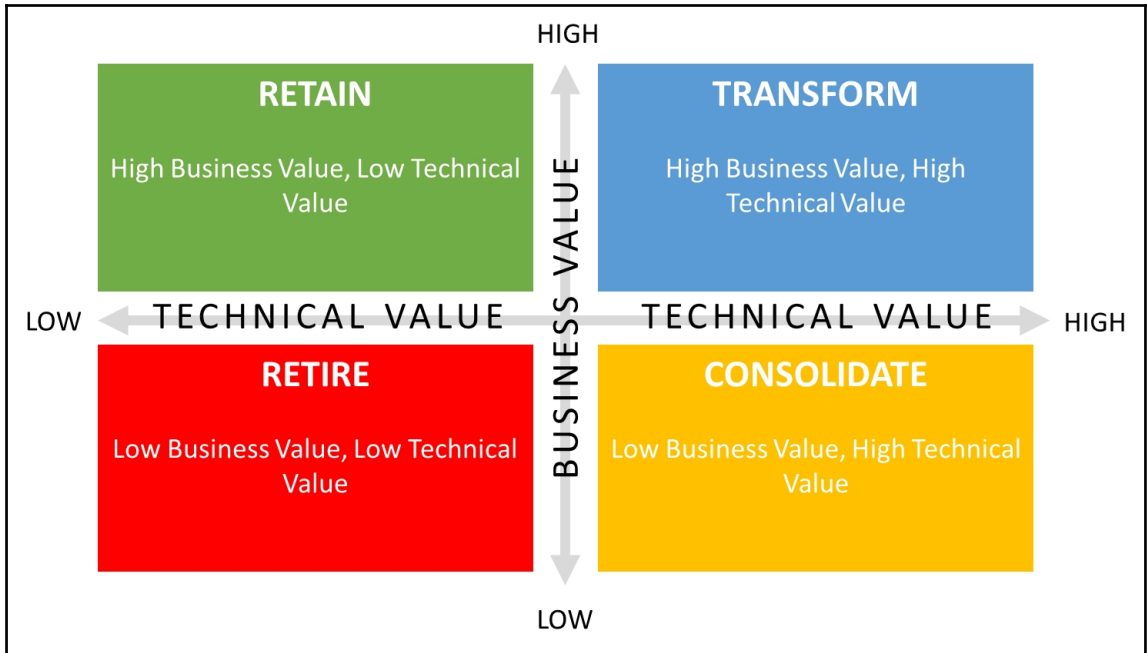 HIGH
RETAIN
High Business Value, Low Technical
Value
TRANSFORM
High Business Value, High
Technical Value
BUSINESS VALUE
LOW
TECHNICAL VALUE
TECHNICAL VALUE
HIGH
RETIRE
Low Business Value, Low Technical
Value
CONSOLIDATE
Low Business Value, High Technical
Value
LOW